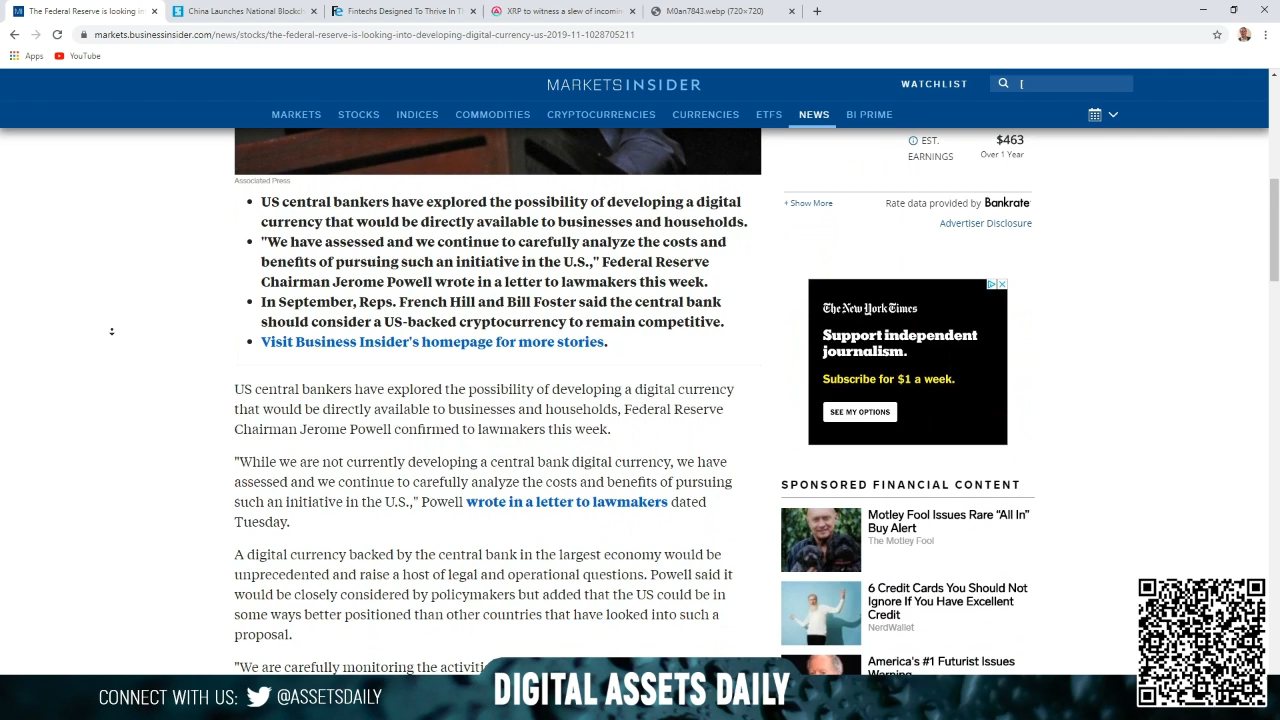 The Federal Reserve is looking in
China Launches National Blockch
Fintechs Designed To Thrive In Th
XRP to witness a slew of incomin
M0an7843.webp (720×720)
markets.businessinsider.com/news/stocks/the-federal-reserve-is-looking-into-developing-digital-currency-us-2019-11-1028705211
Apps YouTube
MARKETS INSIDER
WATCHLIST
[
MARKETS STOCKS INDICES COMMODITIES CRYPTOCURRENCIES CURRENCIES ETFS NEWS BI PRIME
Associated Press
• US central bankers have explored the possibility of developing a digital
currency that would be directly available to businesses and households.
• "We have assessed and we continue to carefully analyze the costs and
benefits of pursuing such an initiative in the U.S.," Federal Reserve
Chairman Jerome Powell wrote in a letter to lawmakers this week.
• In September, Reps. French Hill and Bill Foster said the central bank
should consider a US-backed cryptocurrency to remain competitive.
• Visit Business Insider's homepage for more stories.
US central bankers have explored the possibility of developing a digital currency
that would be directly available to businesses and households, Federal Reserve
Chairman Jerome Powell confirmed to lawmakers this week.
"While we are not currently developing a central bank digital currency, we have
assessed and we continue to carefully analyze the costs and benefits of pursuing
such an initiative in the U.S.," Powell wrote in a letter to lawmakers dated
Tuesday.
A digital currency backed by the central bank in the largest economy would be
unprecedented and raise a host of legal and operational questions. Powell said it
would be closely considered by policymakers but added that the US could be in
some ways better positioned than other countries that have looked into such a
proposal.
"We are carefully monitoring the activiti
EST. $463
EARNINGS Over 1 Year
+ Show More Rate data provided by Bankrate
Advertiser Disclosure
The New York Times
Support independent
journalism.
Subscribe for $1 a week.
SEE MY OPTIONS
SPONSORED FINANCIAL CONTENT
Motley Fool Issues Rare “All In”
Buy Alert
The Motley Fool
6 Credit Cards You Should Not
Ignore If You Have Excellent
Credit
NerdWallet
America's #1 Futurist Issues
Warning
CONNECT WITH US: @ASSETSDAILY
DIGITAL ASSETS DAILY